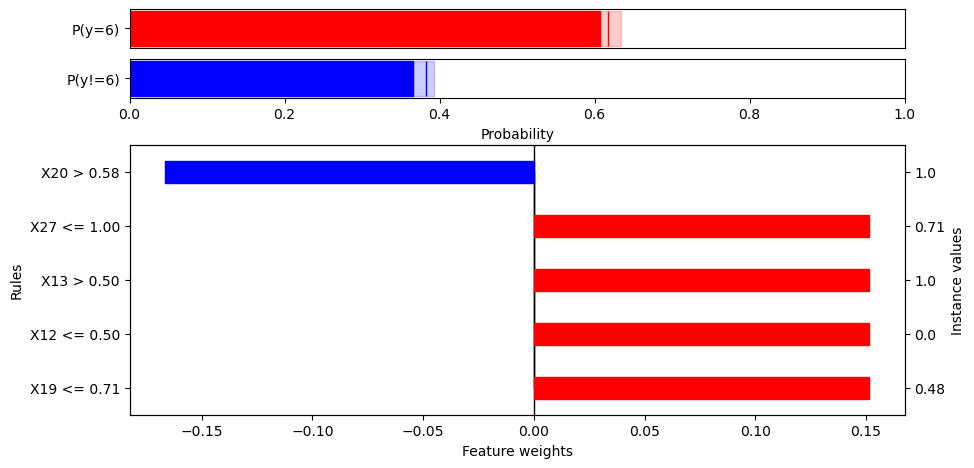 P(y=6)
P(y!=6)
0.0 0.2 0.4 0.6 0.8 1.0
Probability
X20 > 0.58 1.0
X27 <= 1.00 0.71
X13 > 0.50 1.0
X12 <= 0.50 0.0
X19 <= 0.71 0.48
Rules
Instance values
−0.15 −0.10 −0.05 0.00 0.05 0.10 0.15
Feature weights